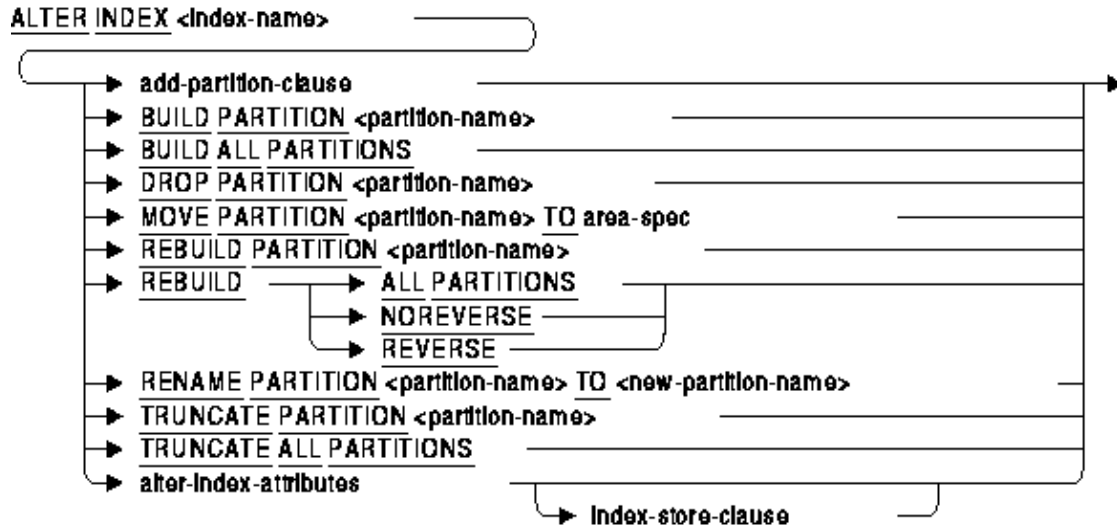 ALTER INDEX <index-name>
add-partition-clause
BUILD PARTITION <partition-name>
BUILD ALL PARTITIONS
DROP PARTITION <partition-name>
MOVE PARTITION <partition-name> TO area-spec
REBUILD PARTITION <partition-name>
REBUILD ALL PARTITIONS
NOREVERSE
REVERSE
RENAME PARTITION <partition-name> TO <new-partition-name>
TRUNCATE PARTITION <partition-name>
TRUNCATE ALL PARTITIONS
alter-index-attributes
index-store-clause